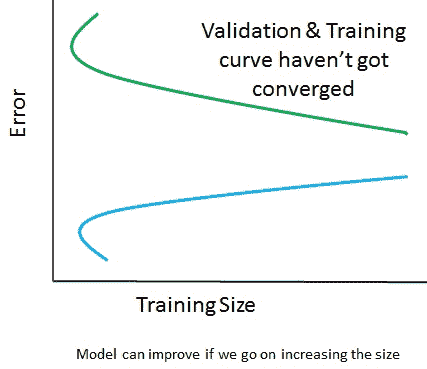 Validation & Training
curve haven't got
converged
Error
Training Size
Model can improve if we go on increasing the size